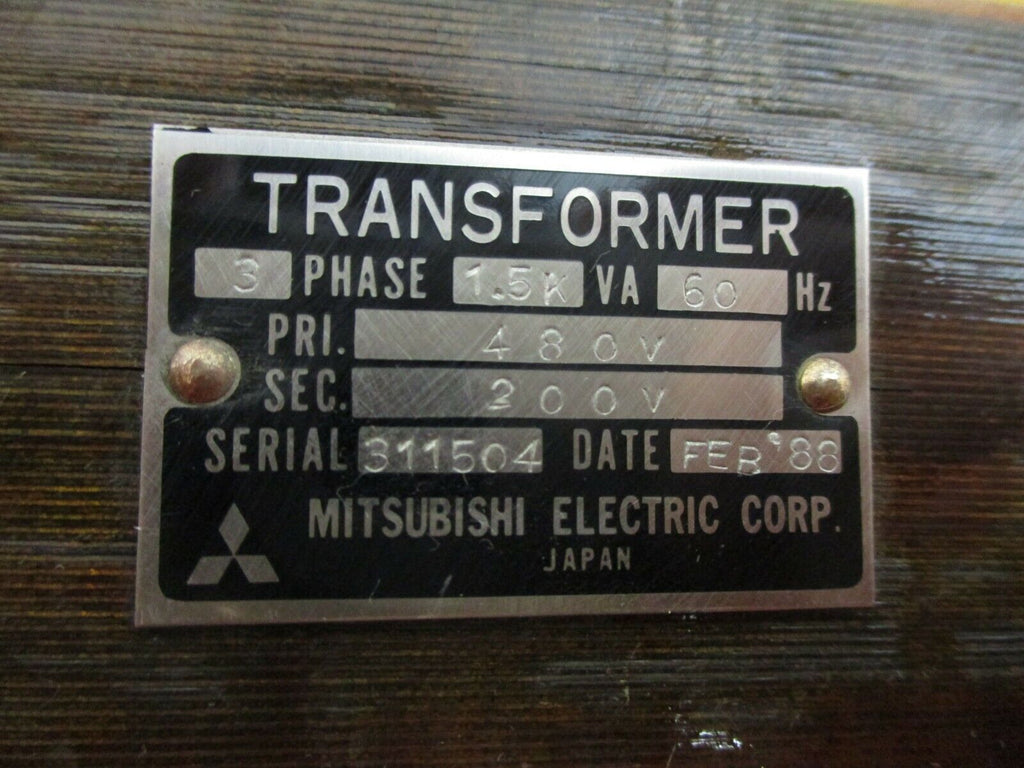 TRANSFORMER
3 PHASE 1.5K VA 60 Hz
PRI. 480V
SEC. 200V
SERIAL 311504 DATE FEB '88
MITSUBISHI ELECTRIC CORP.
JAPAN